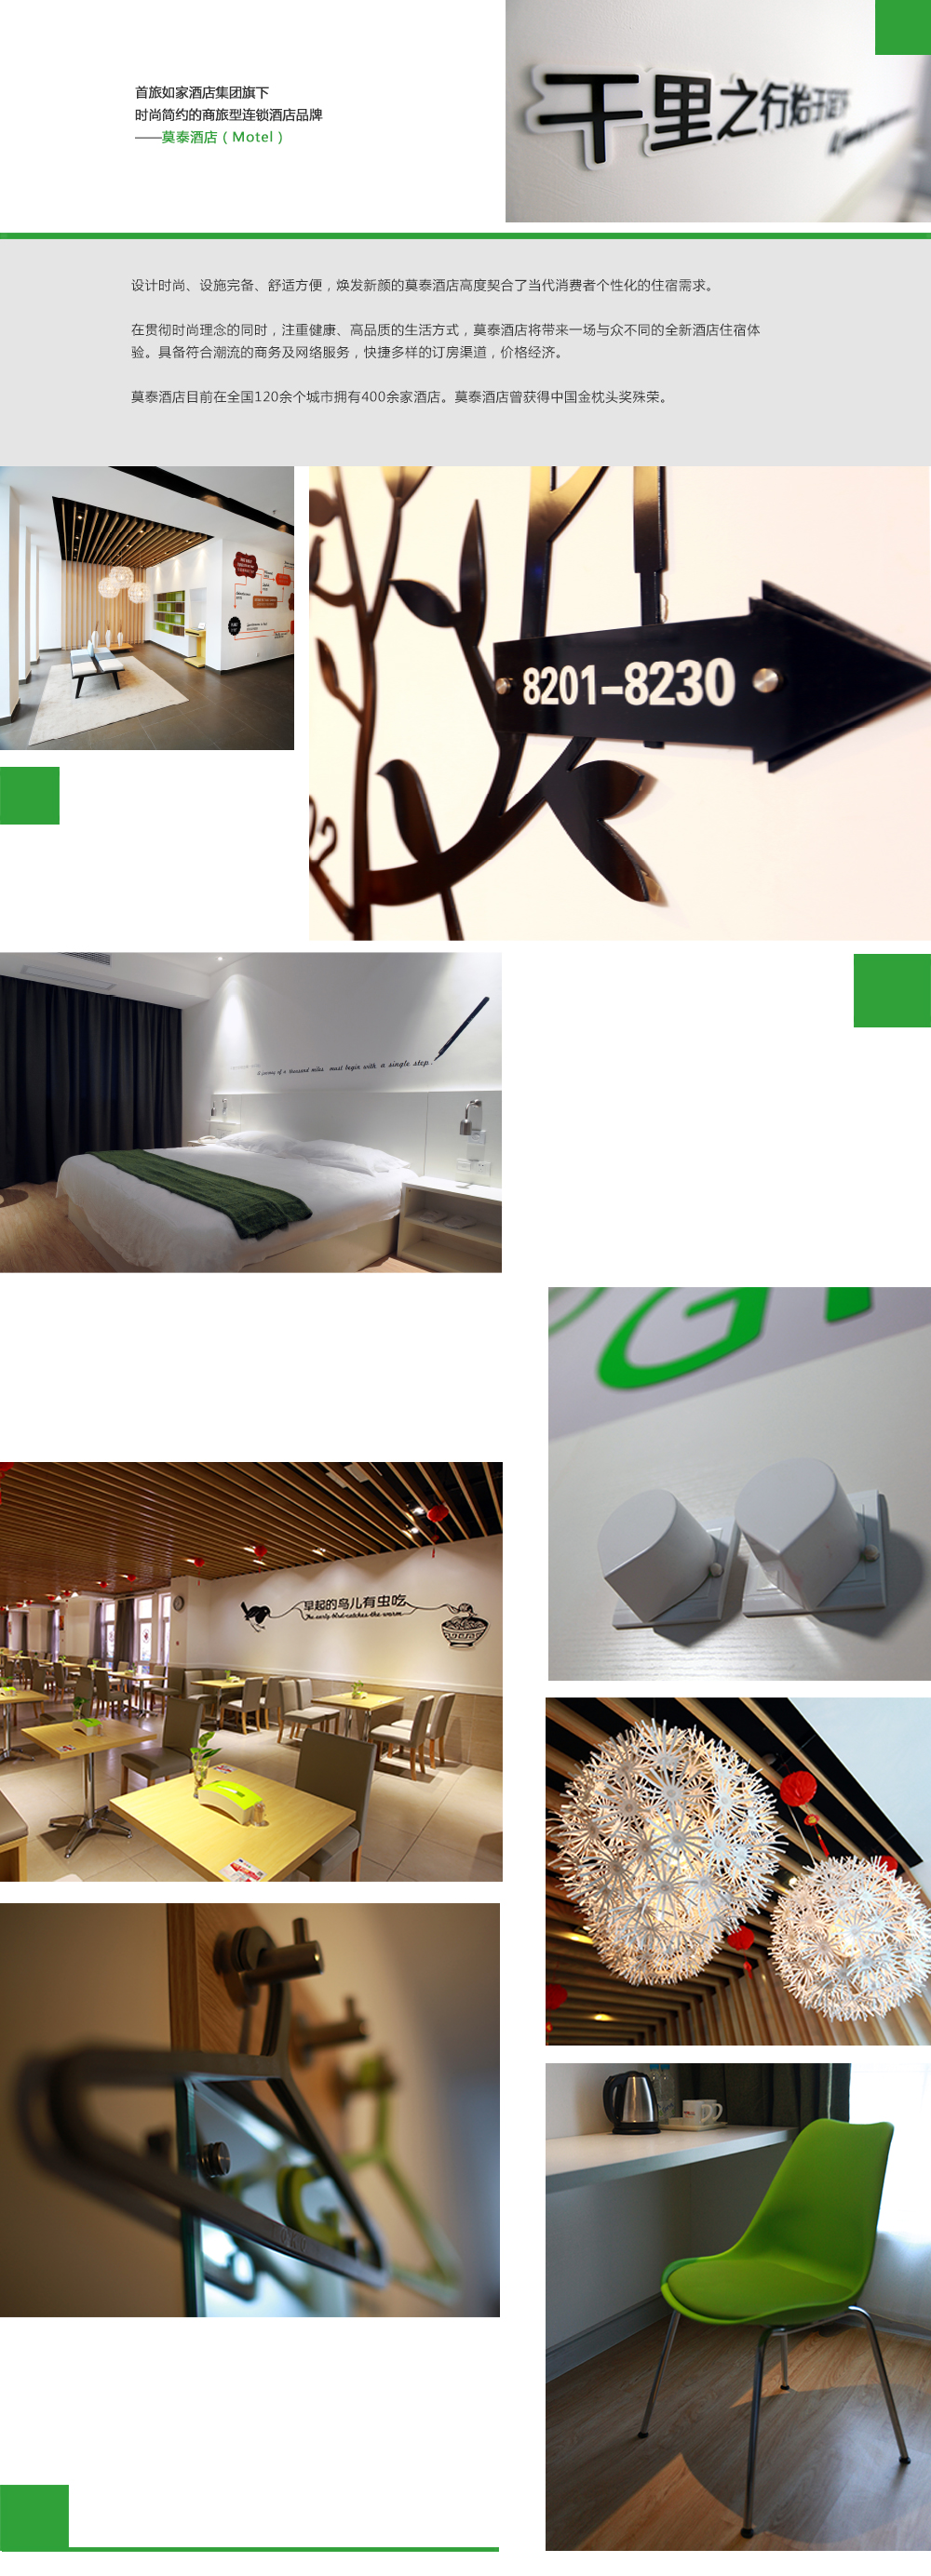 首旅如家酒店集团旗下
时尚简约的商旅型连锁酒店品牌
——莫泰酒店（Motel）
千里之行始于足下
设计时尚、设施完备、舒适方便，焕发新颜的莫泰酒店高度契合了当代消费者个性化的住宿需求。
在贯彻时尚理念的同时，注重健康、高品质的生活方式，莫泰酒店将带来一场与众不同的全新酒店住宿体
验。具备符合潮流的商务及网络服务，快捷多样的订房渠道，价格经济。
莫泰酒店目前在全国120余个城市拥有400余家酒店。莫泰酒店曾获得中国金枕头奖殊荣。
8201-8230
A journey of a thousand miles must begin with a single step.
早起的鸟儿有虫吃
The early bird catches the worm